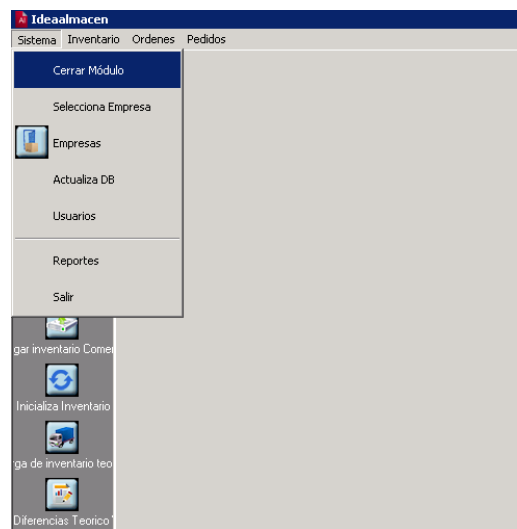 Ideaalmacen
Sistema Inventario Ordenes Pedidos
Cerrar Módulo
Selecciona Empresa
Empresas
Actualiza DB
Usuarios
Reportes
Salir
gar inventario Comer
Inicializa Inventario
rga de inventario teo
Diferencias Teorico